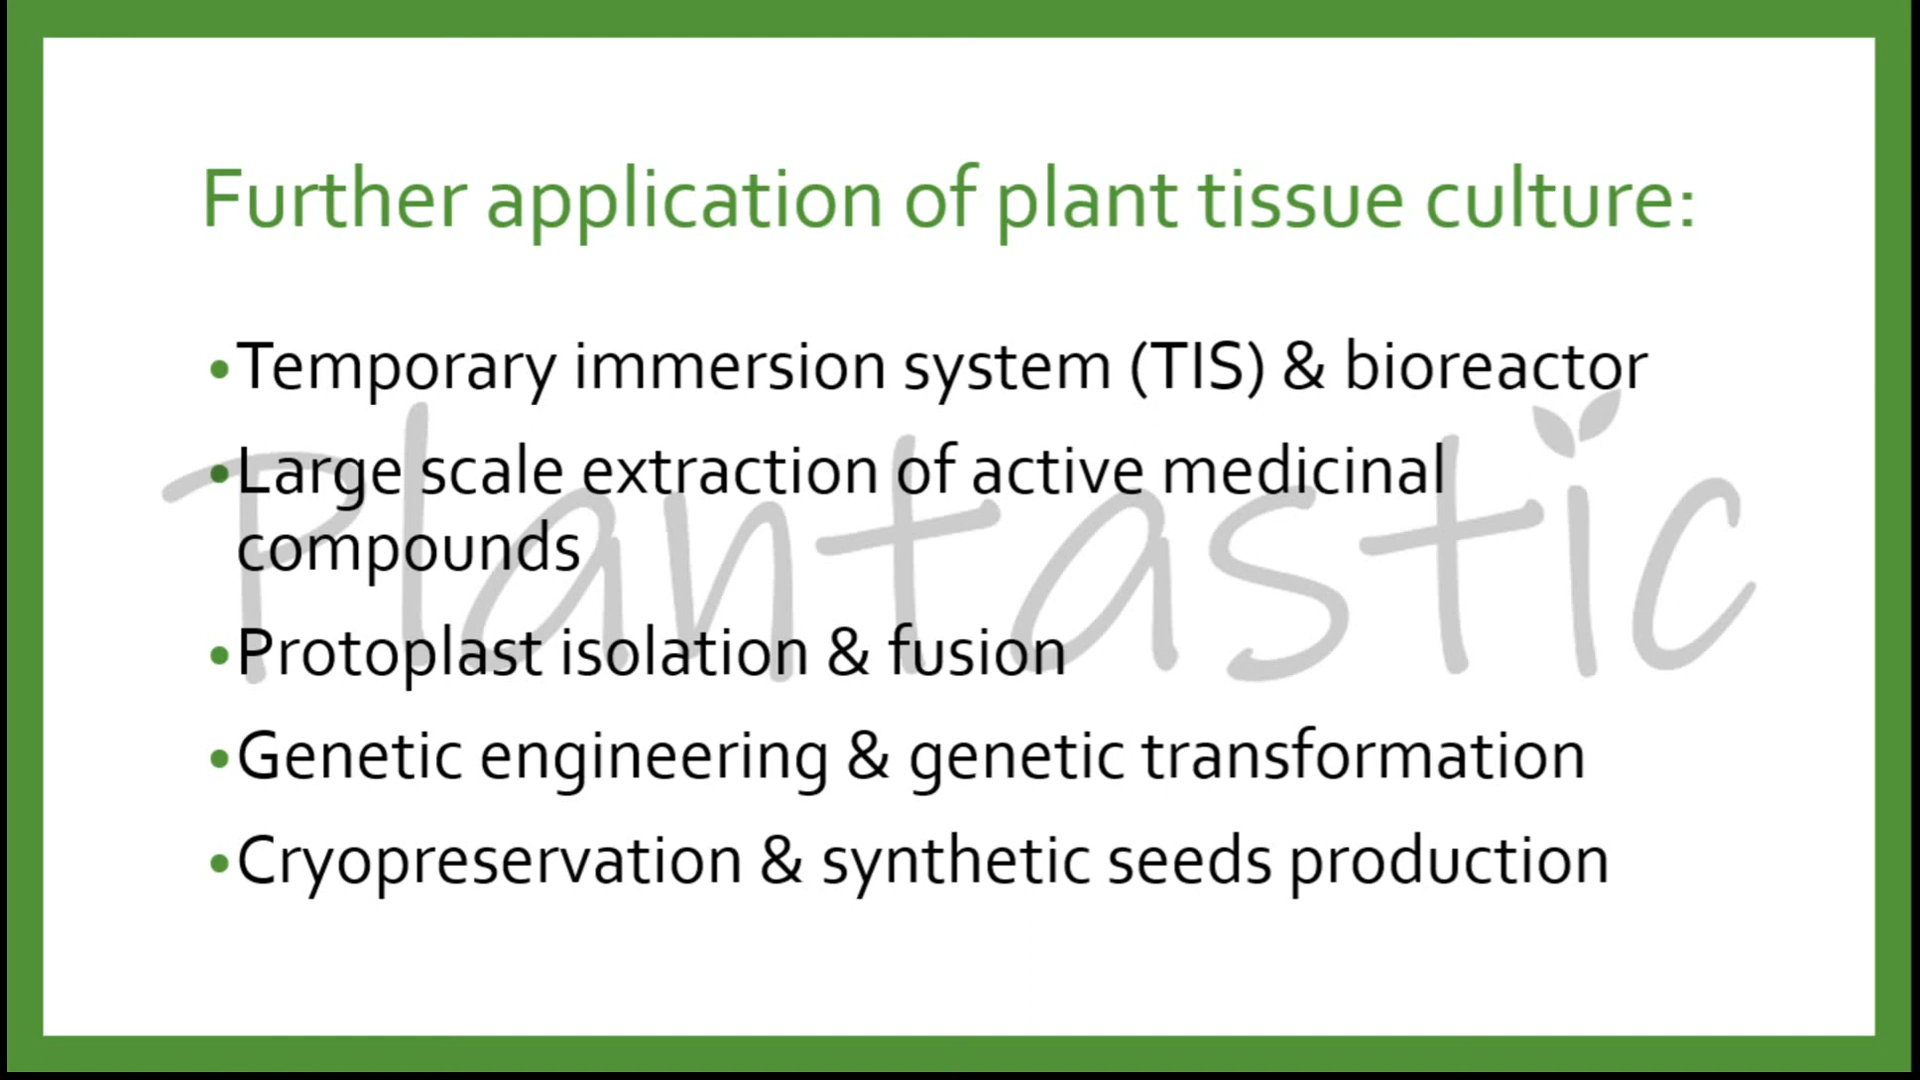 Further application of plant tissue culture:
•Temporary immersion system (TIS) & bioreactor
•Large scale extraction of active medicinal
compounds
•Protoplast isolation & fusion
•Genetic engineering & genetic transformation
•Cryopreservation & synthetic seeds production
Plantastic